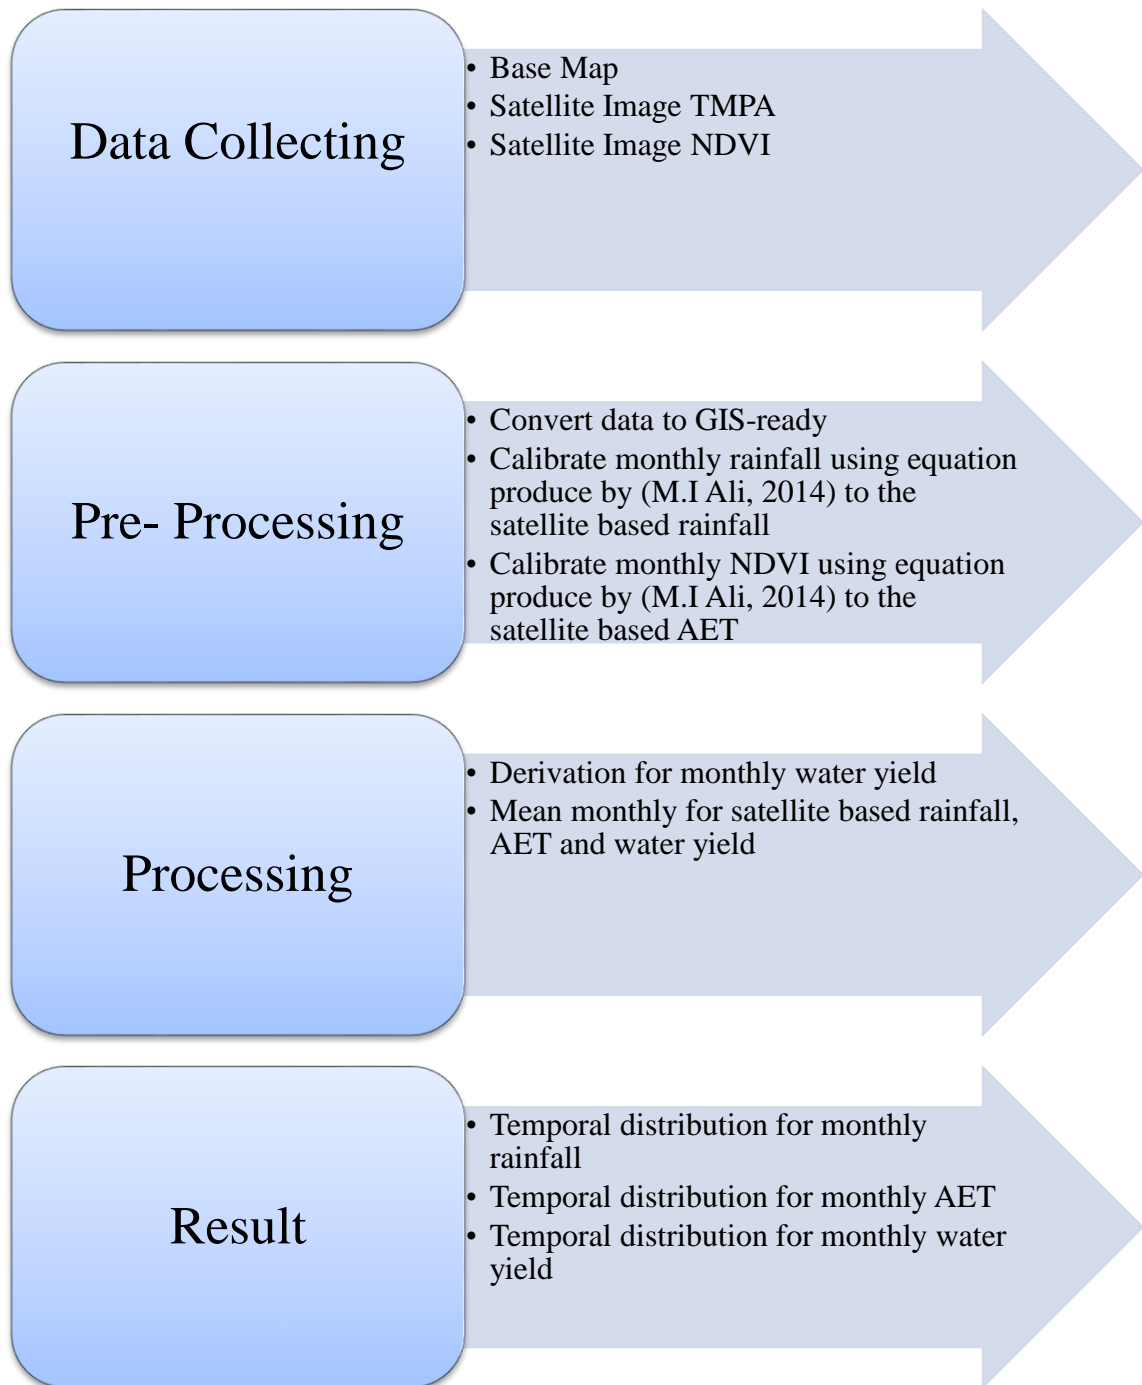 Data Collecting
• Base Map
• Satellite Image TMPA
• Satellite Image NDVI
Pre- Processing
• Convert data to GIS-ready
• Calibrate monthly rainfall using equation
produce by (M.I Ali, 2014) to the
satellite based rainfall
• Calibrate monthly NDVI using equation
produce by (M.I Ali, 2014) to the
satellite based AET
Processing
• Derivation for monthly water yield
• Mean monthly for satellite based rainfall,
AET and water yield
Result
• Temporal distribution for monthly
rainfall
• Temporal distribution for monthly AET
• Temporal distribution for monthly water
yield